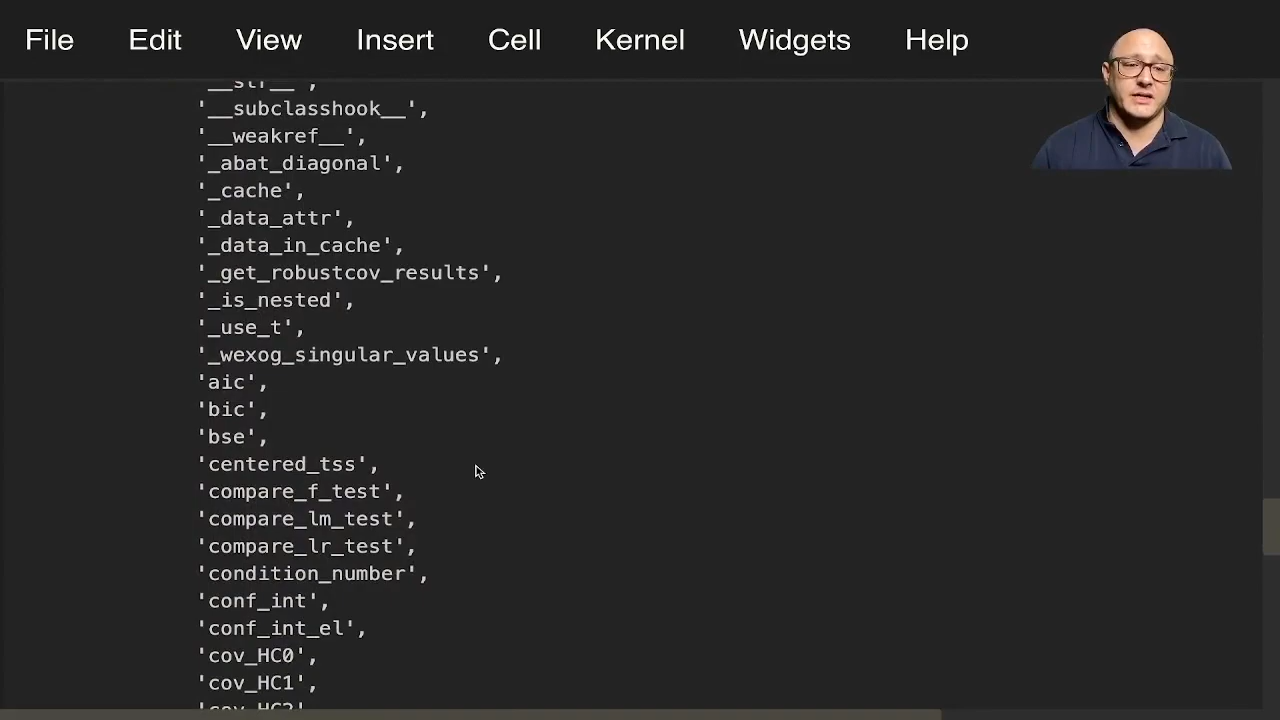 File Edit View Insert Cell Kernel Widgets Help
'__str__',
'__subclasshook__',
'__weakref__',
'_abat_diagonal',
'_cache',
'_data_attr',
'_data_in_cache',
'_get_robustcov_results',
'_is_nested',
'_use_t',
'_wexog_singular_values',
'aic',
'bic',
'bse',
'centered_tss',
'compare_f_test',
'compare_lm_test',
'compare_lr_test',
'condition_number',
'conf_int',
'conf_int_el',
'cov_HC0',
'cov_HC1',